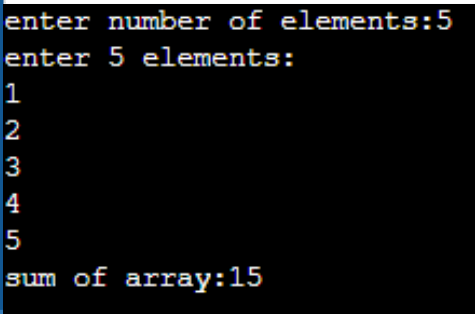 enter number of elements:5
enter 5 elements:
1
2
3
4
5
sum of array:15